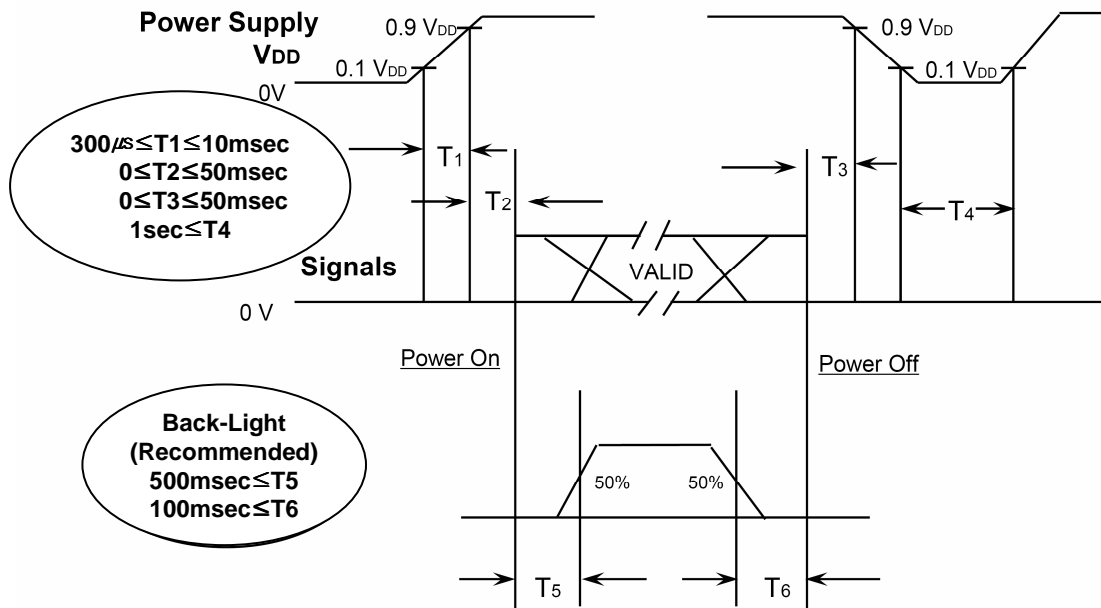 Power Supply
VDD
0.9 VDD
0.1 VDD
0V
0.9 VDD
0.1 VDD
300μs≤T1≤10msec
0≤T2≤50msec
0≤T3≤50msec
1sec≤T4
T1
T2
T3
T4
Signals
VALID
0 V
Power On
Power Off
Back-Light
(Recommended)
500msec≤T5
100msec≤T6
50%
50%
T5
T6